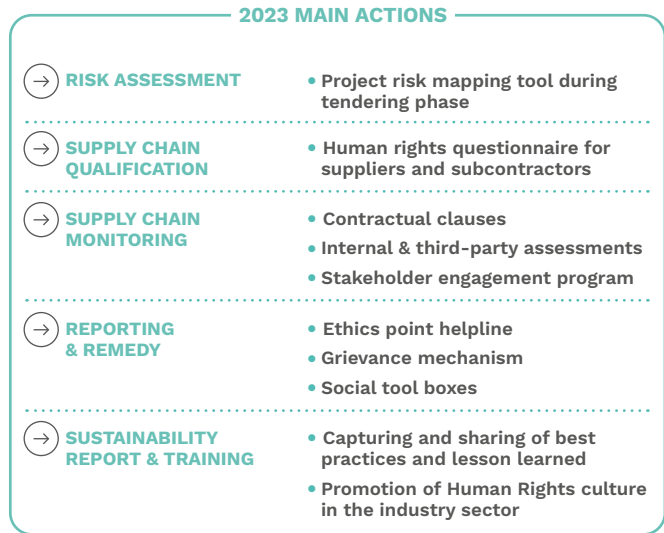 2023 MAIN ACTIONS
RISK ASSESSMENT
• Project risk mapping tool during
tendering phase
SUPPLY CHAIN
QUALIFICATION
• Human rights questionnaire for
suppliers and subcontractors
SUPPLY CHAIN
MONITORING
• Contractual clauses
• Internal & third-party assessments
• Stakeholder engagement program
REPORTING
& REMEDY
• Ethics point helpline
• Grievance mechanism
• Social tool boxes
SUSTAINABILITY
REPORT & TRAINING
• Capturing and sharing of best
practices and lesson learned
• Promotion of Human Rights culture
in the industry sector